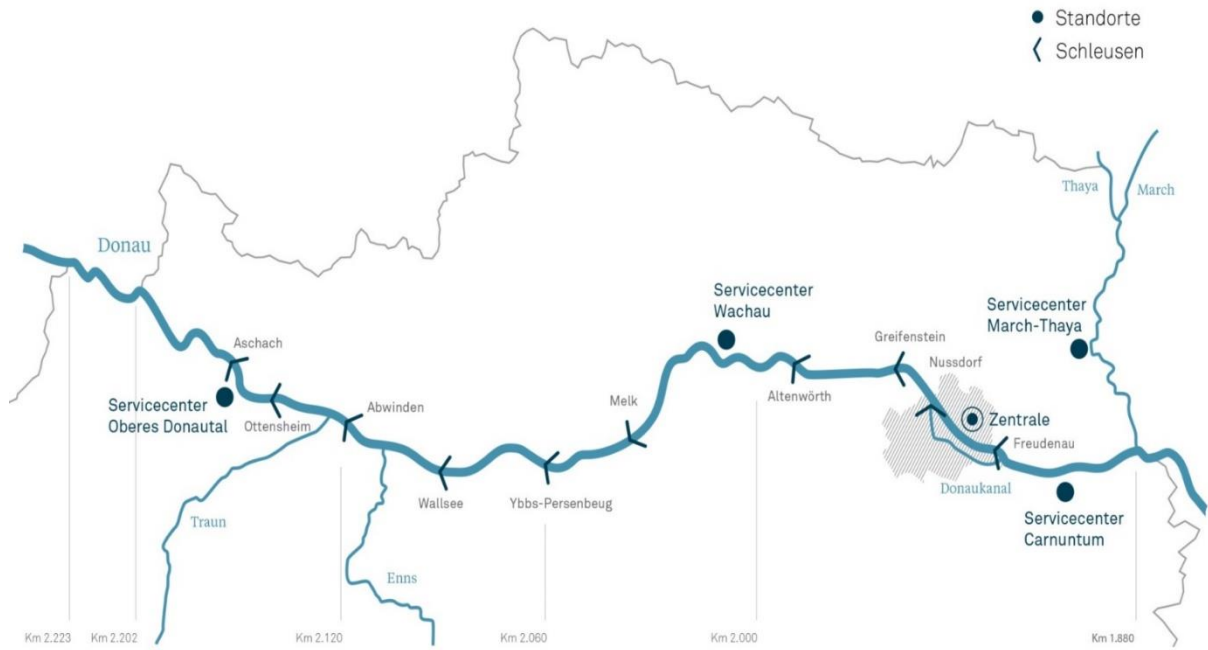 Standorte
Schleusen
Thaya
March
Donau
Servicecenter
Wachau
Servicecenter
March-Thaya
Greifenstein
Nussdorf
Aschach
Servicecenter
Oberes Donautal
Ottensheim
Abwinden
Melk
Altenwörth
Zentrale
Freudenau
Donaukanal
Wallsee
Ybbs-Persenbeug
Servicecenter
Carnuntum
Traun
Enns
Km 2.223
Km 2.202
Km 2.120
Km 2.060
Km 2.000
Km 1.880